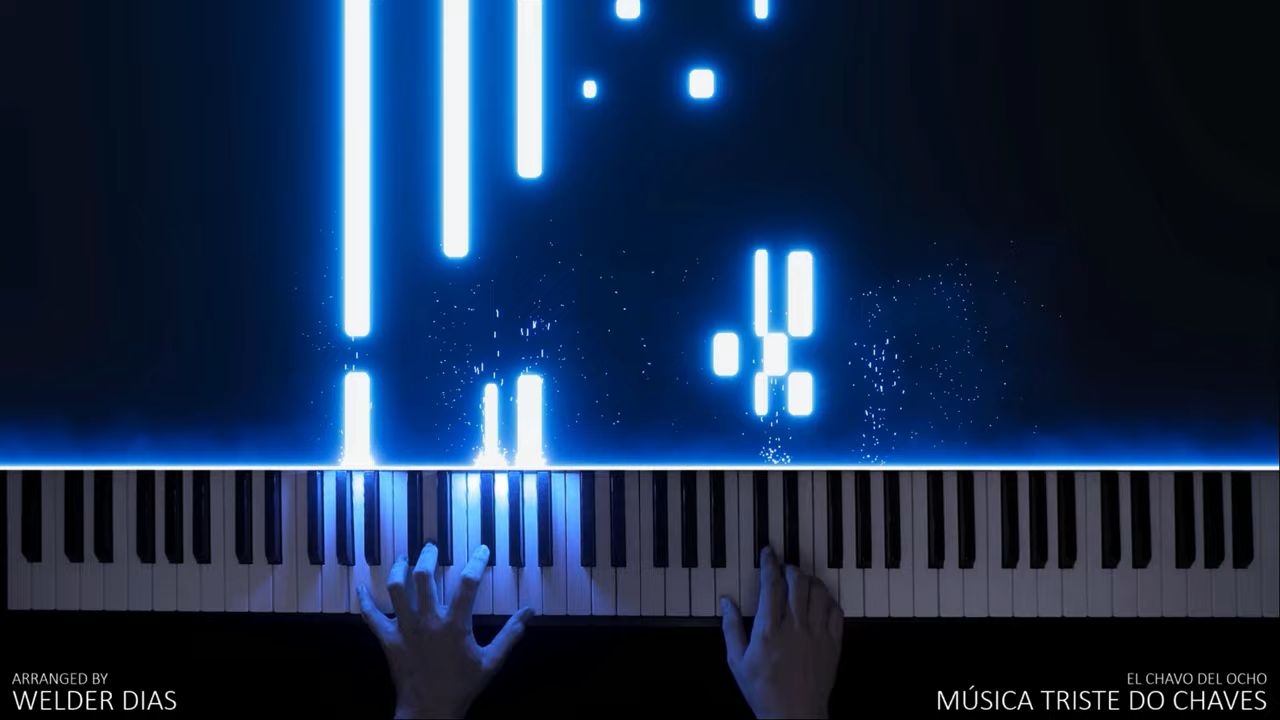 ARRANGED BY
WELDER DIAS
EL CHAVO DEL OCHO
MÚSICA TRISTE DO CHAVES